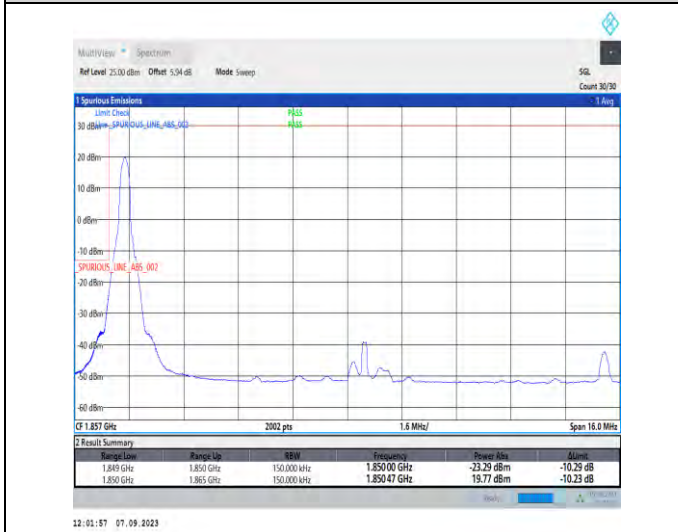 MultiView Spectrum
Ref Level 25.00 dBm Offset 5.94 dB Mode Sweep SGL
Count 30/30
1 Spurious Emissions 1 Avg
Limit Check PASS
Line _SPURIOUS_LINE_ABS_002 PASS
30 dBm
20 dBm
10 dBm
0 dBm
-10 dBm
_SPURIOUS_LINE_ABS_002
-20 dBm
-30 dBm
-40 dBm
-50 dBm
-60 dBm
CF 1.857 GHz 2002 pts 1.6 MHz/ Span 16.0 MHz
2 Result Summary
Range Low Range Up RBW Frequency Power Abs ΔLimit
1.849 GHz 1.850 GHz 150.000 kHz 1.85000 GHz -23.29 dBm -10.29 dB
1.850 GHz 1.865 GHz 150.000 kHz 1.85047 GHz 19.77 dBm -10.23 dB
Ready
12:01:57 07.09.2023